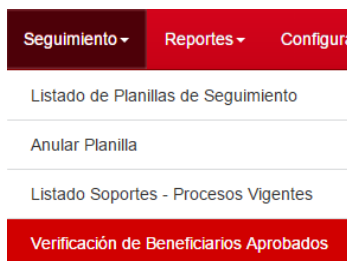 Seguimiento Reportes Configura
Listado de Planillas de Seguimiento
Anular Planilla
Listado Soportes - Procesos Vigentes
Verificación de Beneficiarios Aprobados